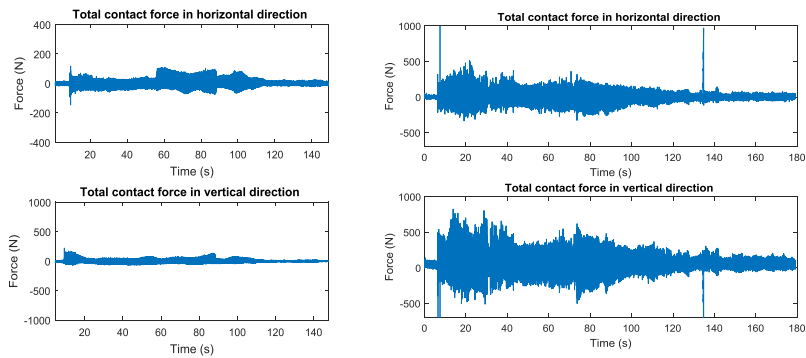 Total contact force in horizontal direction
400
200
0
-200
-400
Force (N)
20 40 60 80 100 120 140
Time (s)
Total contact force in vertical direction
1000
500
0
-500
-1000
Force (N)
20 40 60 80 100 120 140
Time (s)
Total contact force in horizontal direction
1000
500
0
-500
Force (N)
0 20 40 60 80 100 120 140 160 180
Time (s)
Total contact force in vertical direction
1000
500
0
-500
Force (N)
0 20 40 60 80 100 120 140 160 180
Time (s)